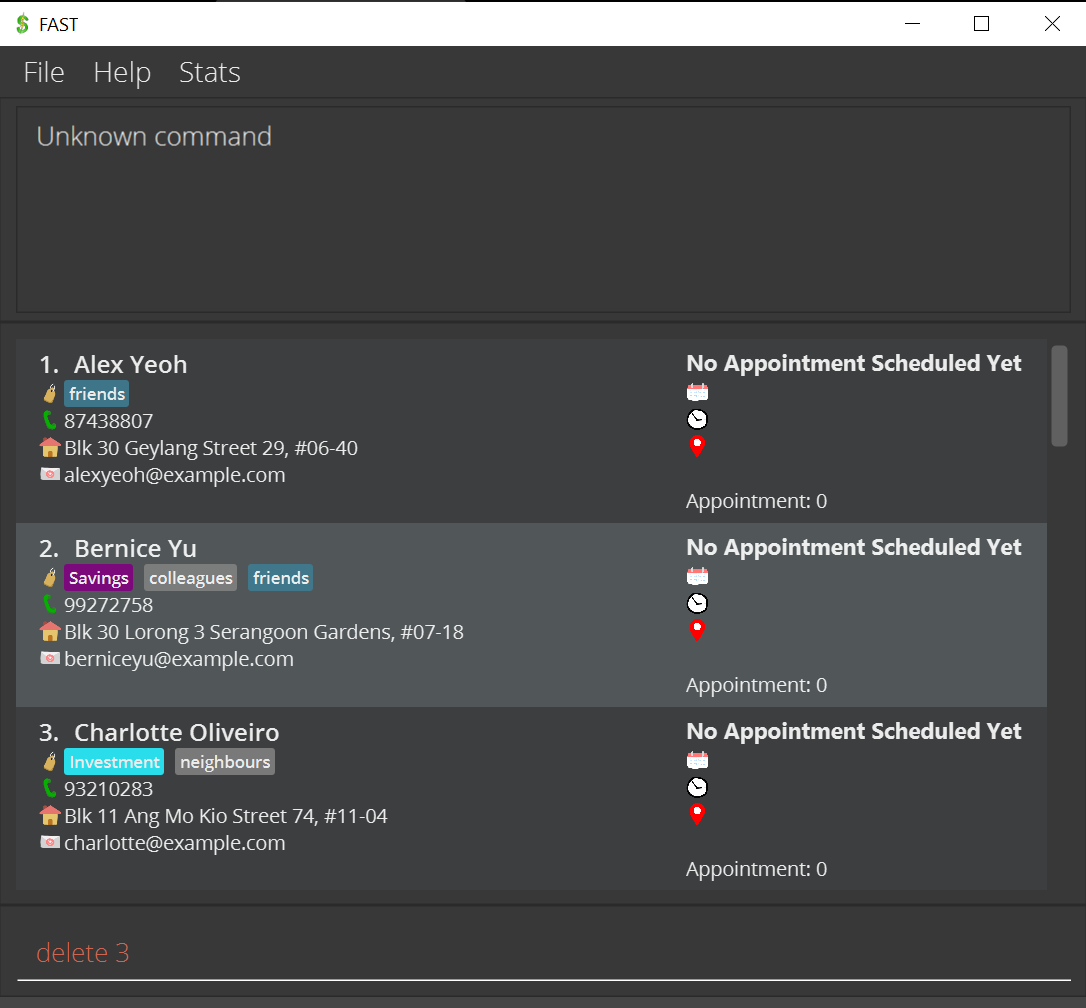 FAST
File Help Stats
Unknown command
1. Alex Yeoh
friends
87438807
Blk 30 Geylang Street 29, #06-40
alexyeoh@example.com
No Appointment Scheduled Yet
Appointment: 0
2. Bernice Yu
Savings colleagues friends
99272758
Blk 30 Lorong 3 Serangoon Gardens, #07-18
berniceyu@example.com
No Appointment Scheduled Yet
Appointment: 0
3. Charlotte Oliveiro
Investment neighbours
93210283
Blk 11 Ang Mo Kio Street 74, #11-04
charlotte@example.com
No Appointment Scheduled Yet
Appointment: 0
delete 3